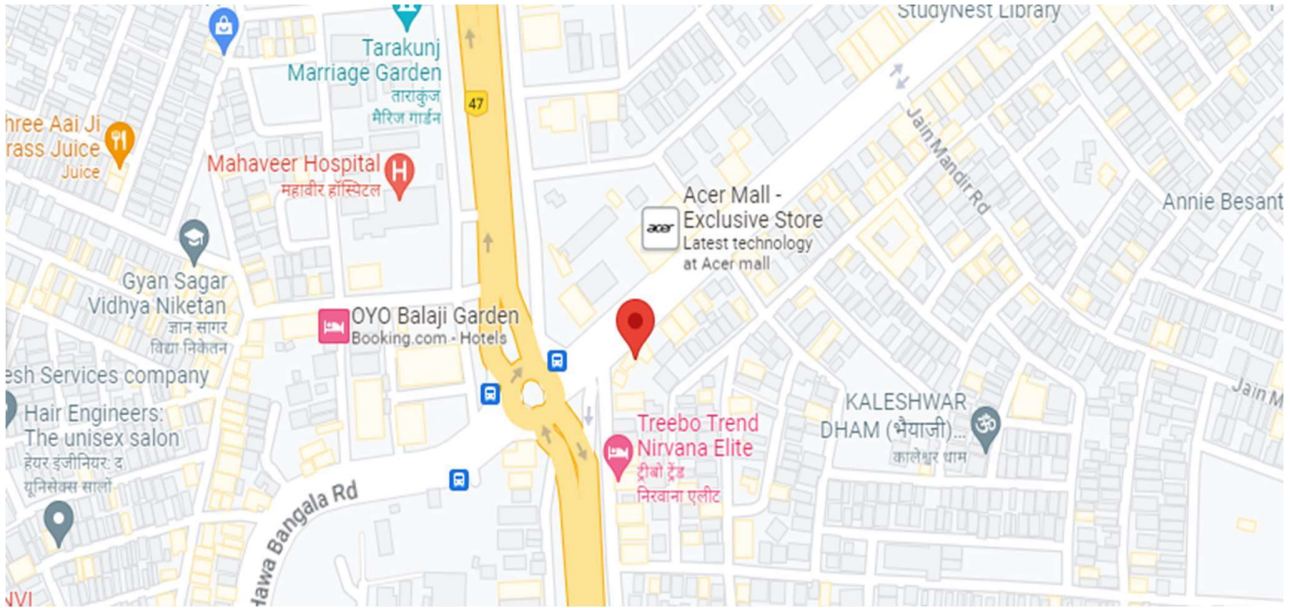 StudyNest Library
Tarakunj
Marriage Garden
ताराकुंज
मैरिज गार्डन
47
hree Aai Ji
rass Juice
Juice
Mahaveer Hospital
महावीर हॉस्पिटल
H
Jain Mandir Rd
Acer Mall -
Exclusive Store
Latest technology
at Acer mall
acer
Annie Besant
Gyan Sagar
Vidhya Niketan
ज्ञान सागर
विद्या निकेतन
OYO Balaji Garden
Booking.com - Hotels
esh Services company
Hair Engineers:
The unisex salon
हेयर इंजीनियर: द
यूनिसेक्स सालों
Treebo Trend
Nirvana Elite
ट्रीबो ट्रेंड
निरवाना एलीट
KALESHWAR
DHAM (भैयाजी)...
कालेश्वर धाम
ॐ
Jain M
Hawa Bangala Rd
NVI